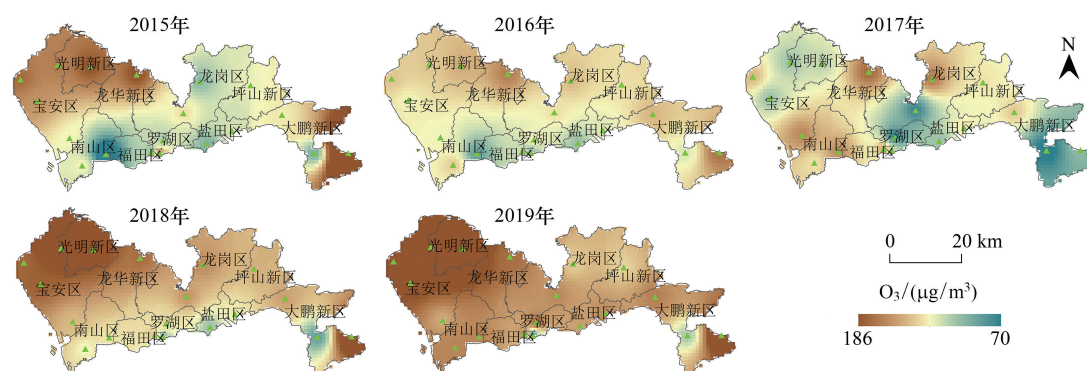 2015年
光明新区
龙岗区
宝安区
龙华新区
坪山新区
南山区
福田区
罗湖区
盐田区
大鹏新区
2016年
光明新区
龙岗区
宝安区
龙华新区
坪山新区
南山区
福田区
罗湖区
盐田区
大鹏新区
2017年
光明新区
龙岗区
宝安区
龙华新区
坪山新区
南山区
福田区
罗湖区
盐田区
大鹏新区
N
2018年
光明新区
龙岗区
宝安区
龙华新区
坪山新区
南山区
福田区
罗湖区
盐田区
大鹏新区
2019年
光明新区
龙岗区
宝安区
龙华新区
坪山新区
南山区
福田区
罗湖区
盐田区
大鹏新区
0 20 km
O₃/(μg/m³)
186 70